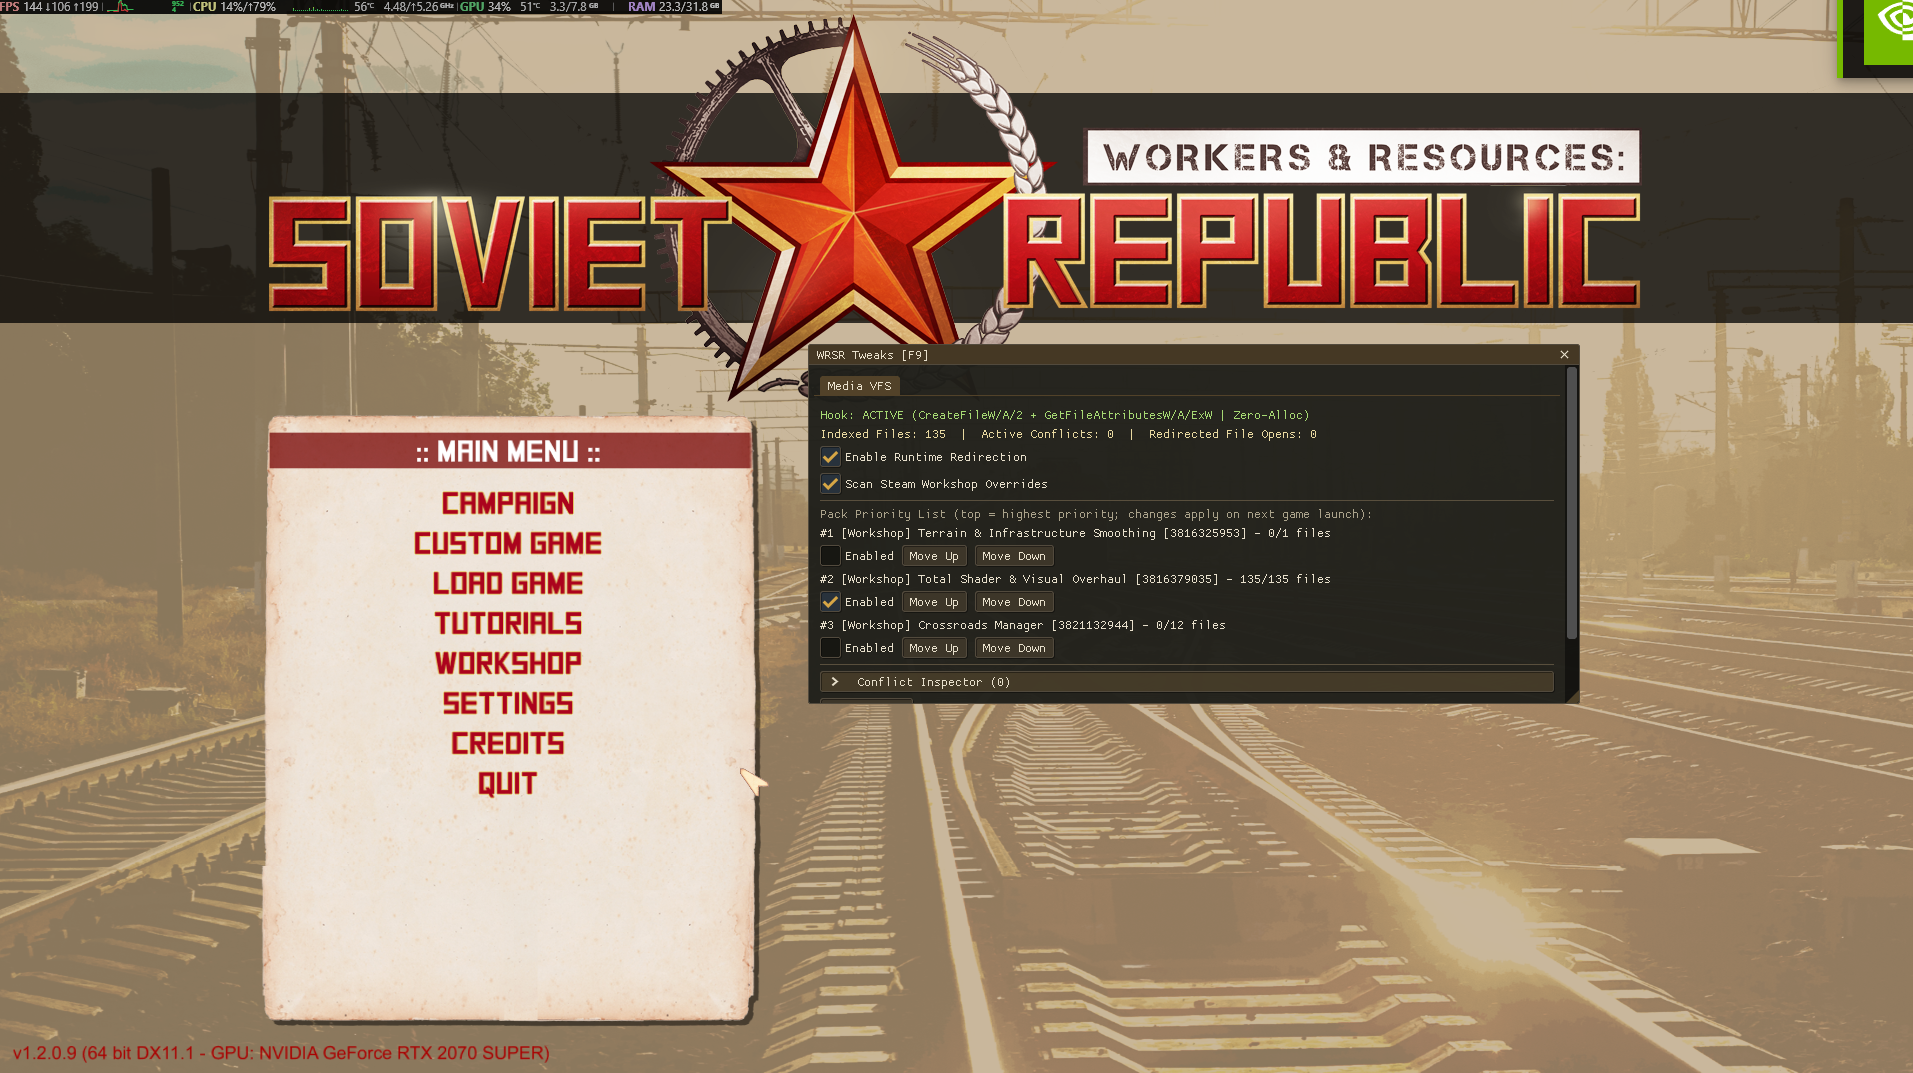 FPS 144 ↓106 ↑199 | 952 4 CPU 14%/↑79% 56°C 4.48/↑5.26 GHz | GPU 34% 51°C 3.3/7.8 GB | RAM 23.3/31.8 GB
WORKERS & RESOURCES:
SOVIET REPUBLIC
WRSR Tweaks [F9]
Media VFS
Hook: ACTIVE (CreateFileW/A/2 + GetFileAttributesW/A/ExW | Zero-Alloc)
Indexed Files: 135 | Active Conflicts: 0 | Redirected File Opens: 0
Enable Runtime Redirection
Scan Steam Workshop Overrides
Pack Priority List (top = highest priority; changes apply on next game launch):
#1 [Workshop] Terrain & Infrastructure Smoothing [3816325953] - 0/1 files
Enabled Move Up Move Down
#2 [Workshop] Total Shader & Visual Overhaul [3816379035] - 135/135 files
Enabled Move Up Move Down
#3 [Workshop] Crossroads Manager [3821132944] - 0/12 files
Enabled Move Up Move Down
Conflict Inspector (0)
:: MAIN MENU ::
CAMPAIGN
CUSTOM GAME
LOAD GAME
TUTORIALS
WORKSHOP
SETTINGS
CREDITS
QUIT
v1.2.0.9 (64 bit DX11.1 - GPU: NVIDIA GeForce RTX 2070 SUPER)